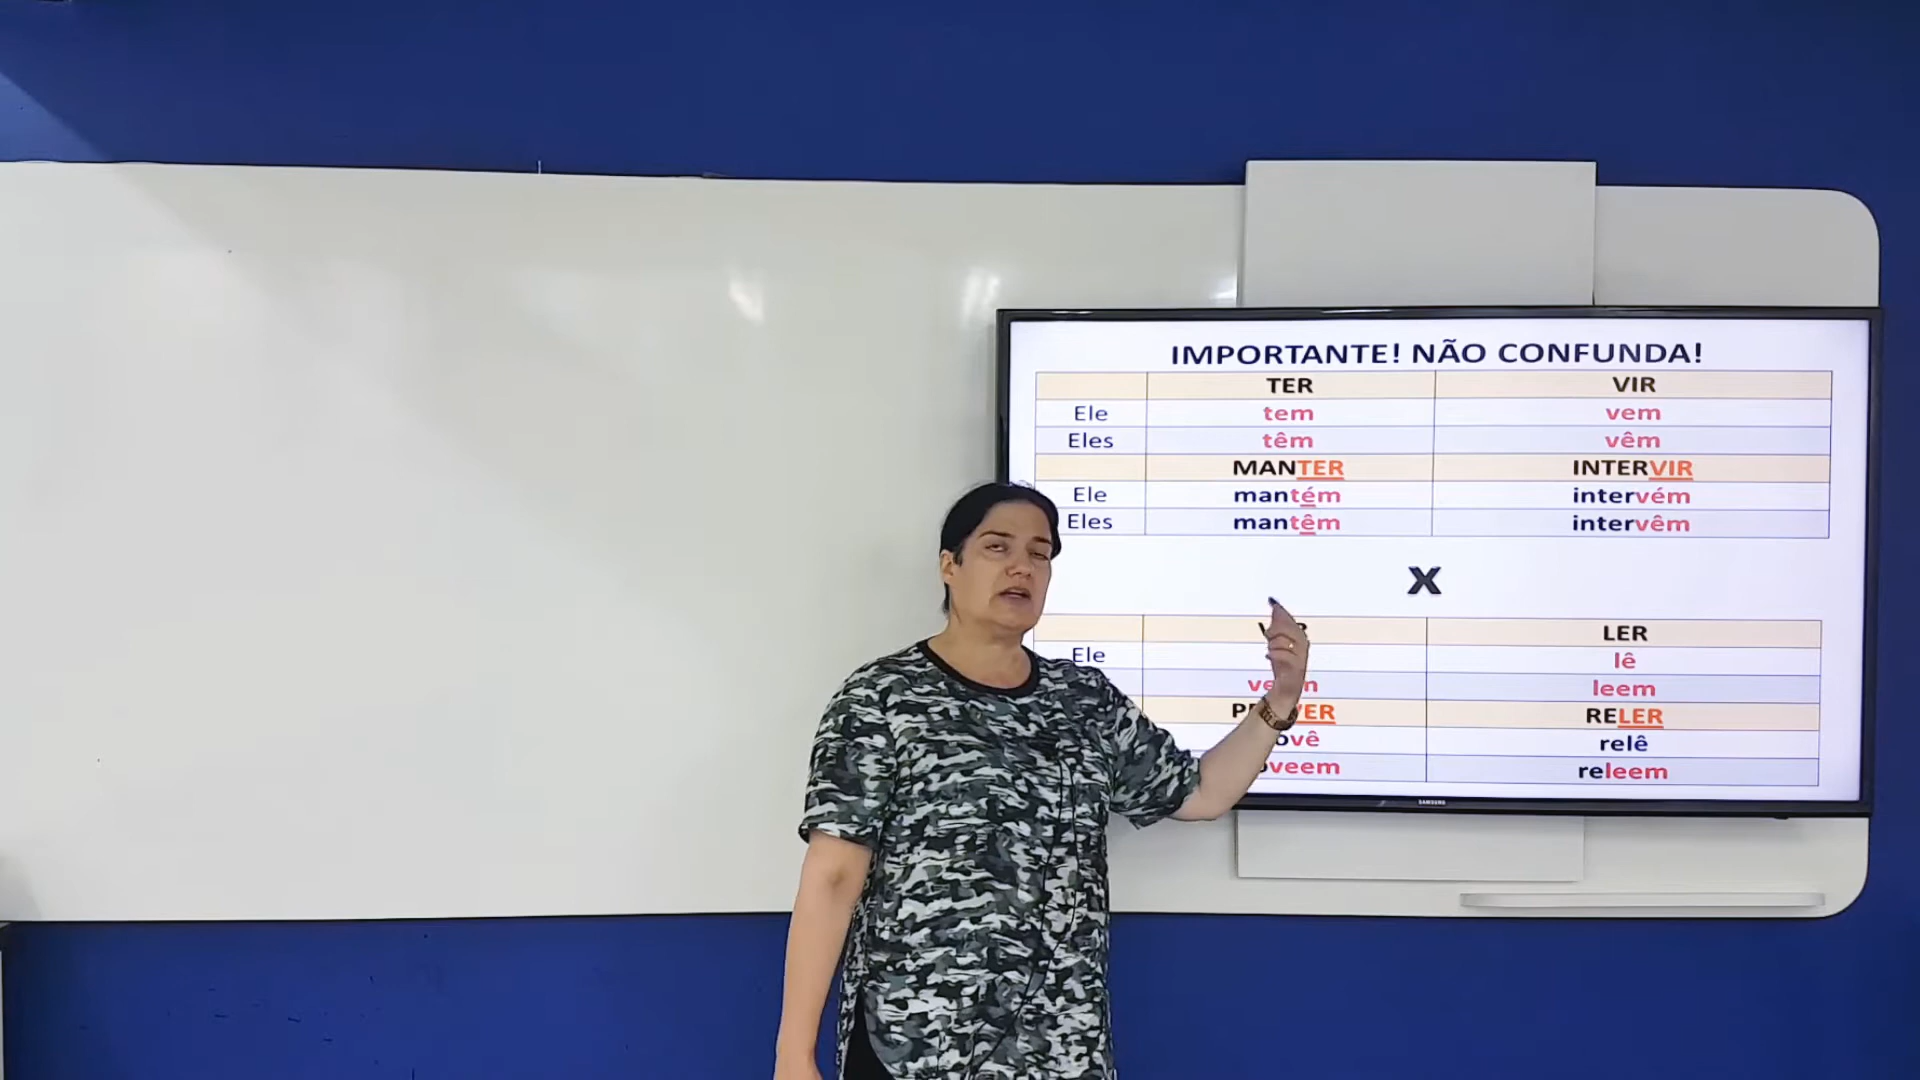 IMPORTANTE! NÃO CONFUNDA!
TER VIR
Ele tem vem
Eles têm vêm
MANTER INTERVIR
Ele mantém intervém
Eles mantêm intervêm
X
LER
Ele lê
leem
RELER
relê
releem
SAMSUNG